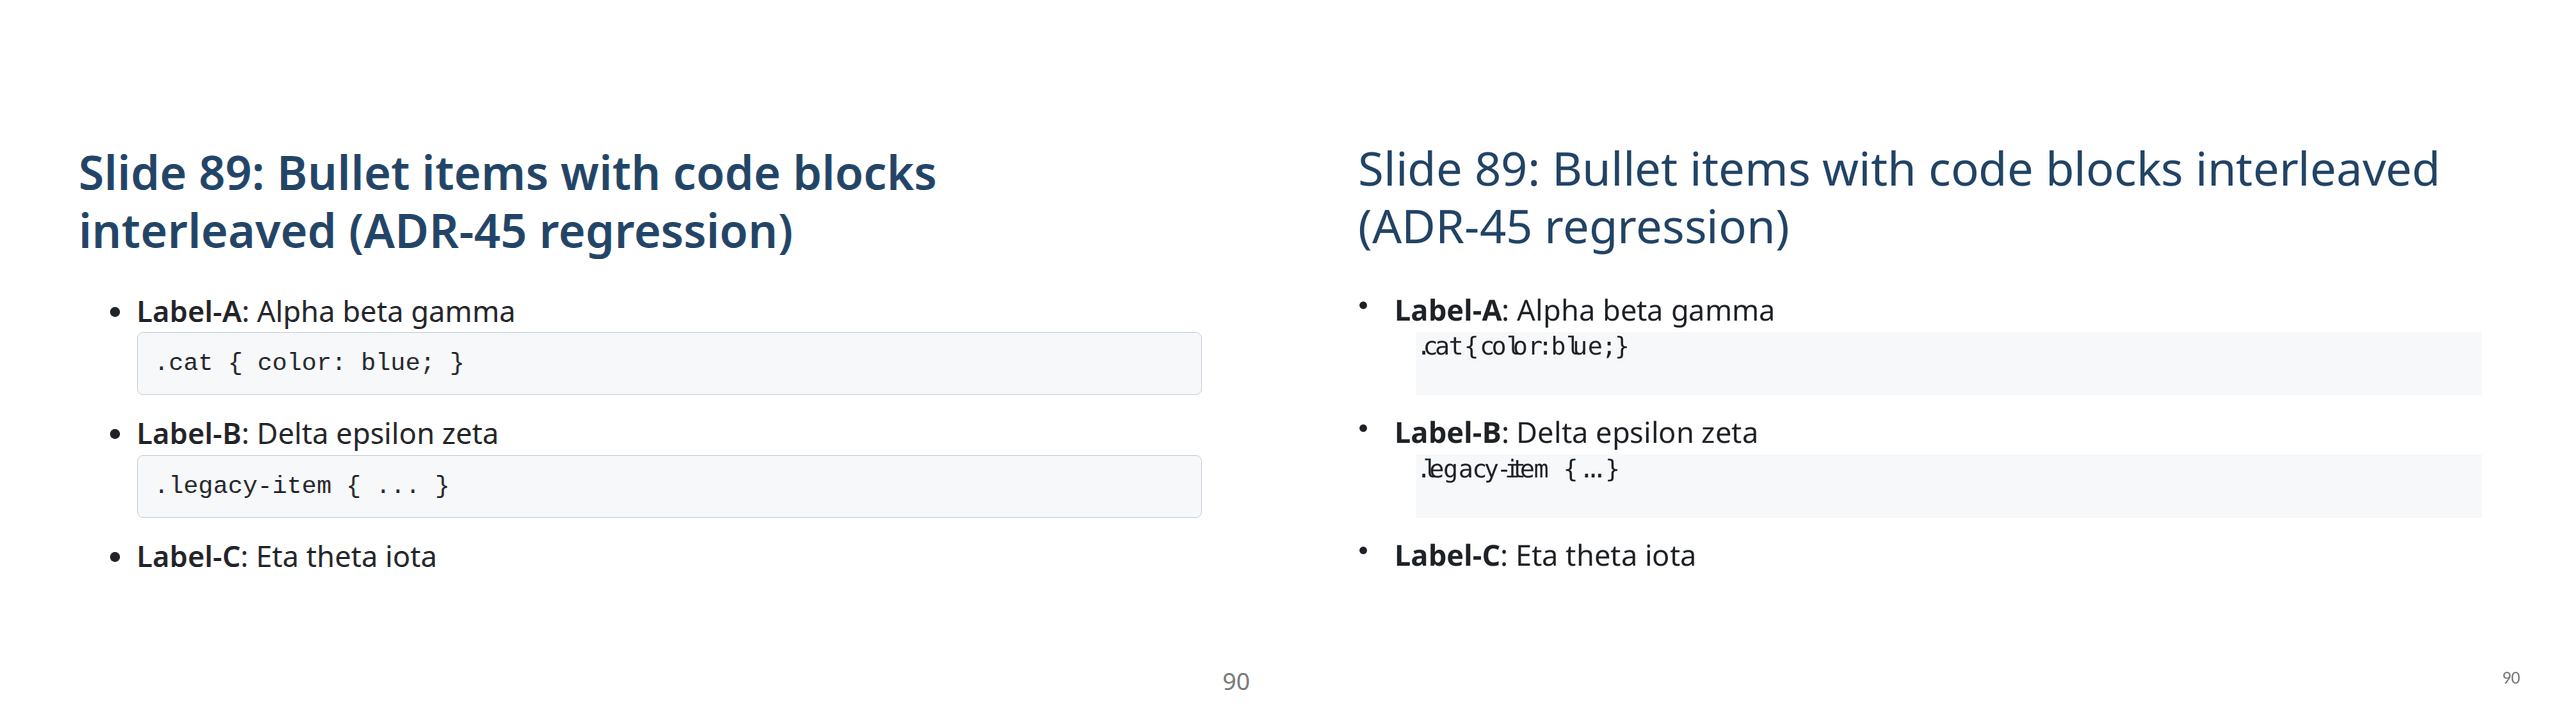 Slide 89: Bullet items with code blocks
interleaved (ADR-45 regression)
• Label-A: Alpha beta gamma
.cat { color: blue; }
• Label-B: Delta epsilon zeta
.legacy-item { ... }
• Label-C: Eta theta iota
90
Slide 89: Bullet items with code blocks interleaved
(ADR-45 regression)
• Label-A: Alpha beta gamma
.cat{color:blue;}
• Label-B: Delta epsilon zeta
.legacy-item {...}
• Label-C: Eta theta iota
90